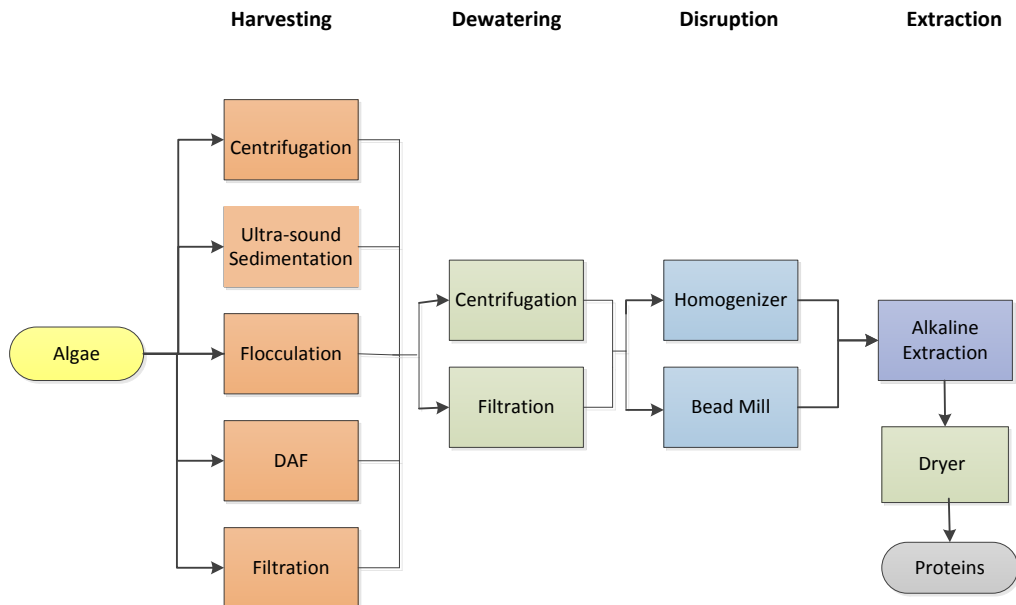 Harvesting
Dewatering
Disruption
Extraction
Centrifugation
Ultra-sound
Sedimentation
Flocculation
DAF
Filtration
Algae
Centrifugation
Filtration
Homogenizer
Bead Mill
Alkaline
Extraction
Dryer
Proteins